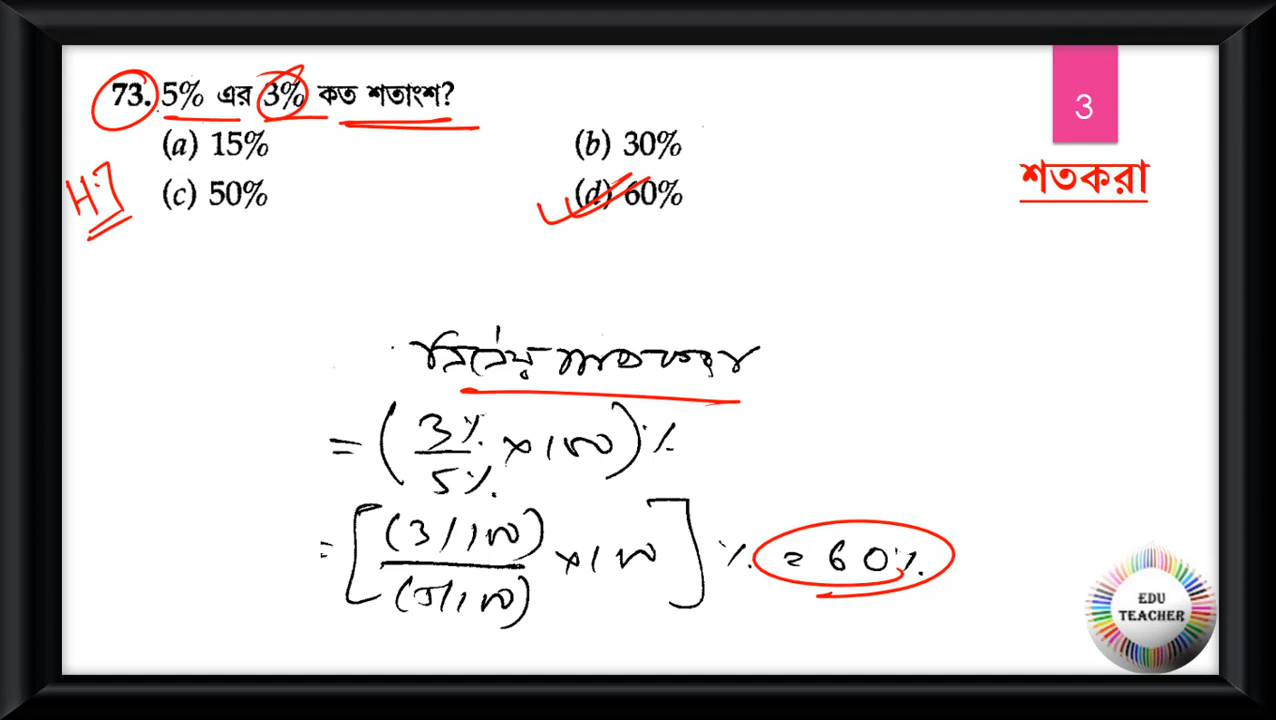 73. 5% এর 3% কত শতাংশ?
(a) 15%
(b) 30%
(c) 50%
(d) 60%
3
শতকরা
নির্ণেয়
= (3%/5% × 100)%
= [(3/100)/(5/100) × 100] % = 60%
EDU
TEACHER